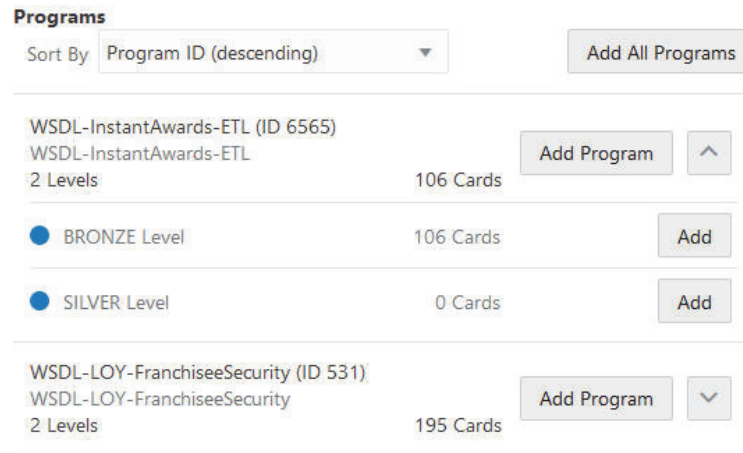 Programs
Sort By Program ID (descending) Add All Programs
WSDL-InstantAwards-ETL (ID 6565)
WSDL-InstantAwards-ETL Add Program
2 Levels 106 Cards
BRONZE Level 106 Cards Add
SILVER Level 0 Cards Add
WSDL-LOY-FranchiseeSecurity (ID 531)
WSDL-LOY-FranchiseeSecurity Add Program
2 Levels 195 Cards